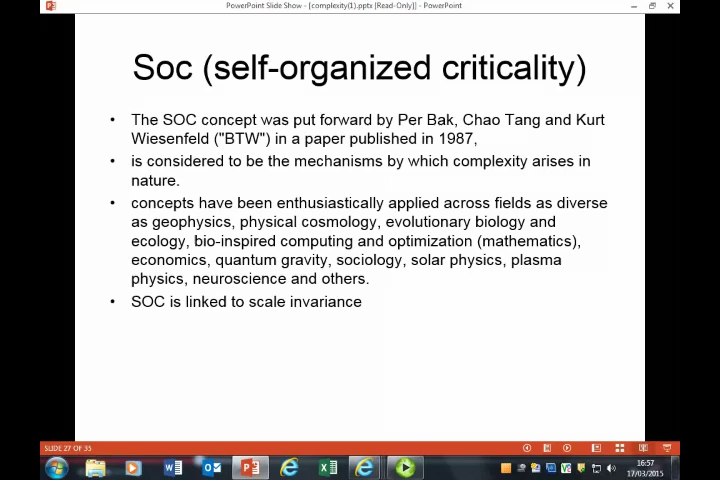 PowerPoint Slide Show - [complexity(1).pptx [Read-Only]] - PowerPoint
Soc (self-organized criticality)
• The SOC concept was put forward by Per Bak, Chao Tang and Kurt
Wiesenfeld ("BTW") in a paper published in 1987,
• is considered to be the mechanisms by which complexity arises in
nature.
• concepts have been enthusiastically applied across fields as diverse
as geophysics, physical cosmology, evolutionary biology and
ecology, bio-inspired computing and optimization (mathematics),
economics, quantum gravity, sociology, solar physics, plasma
physics, neuroscience and others.
• SOC is linked to scale invariance
SLIDE 27 OF 35
16:57
17/03/2015